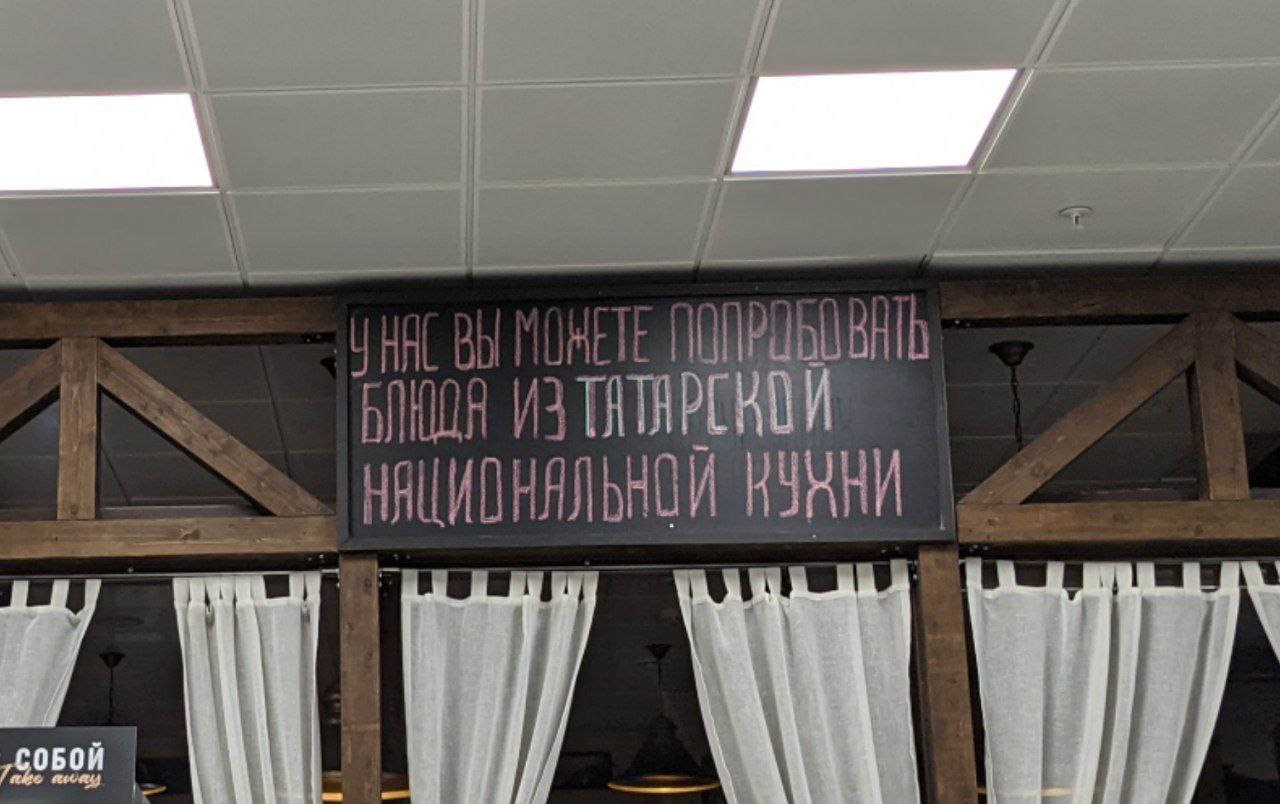 У НАС ВЫ МОЖЕТЕ ПОПРОБОВАТЬ
БЛЮДА ИЗ ТАТАРСКОЙ
НАЦИОНАЛЬНОЙ КУХНИ
СОБОЙ
Take away